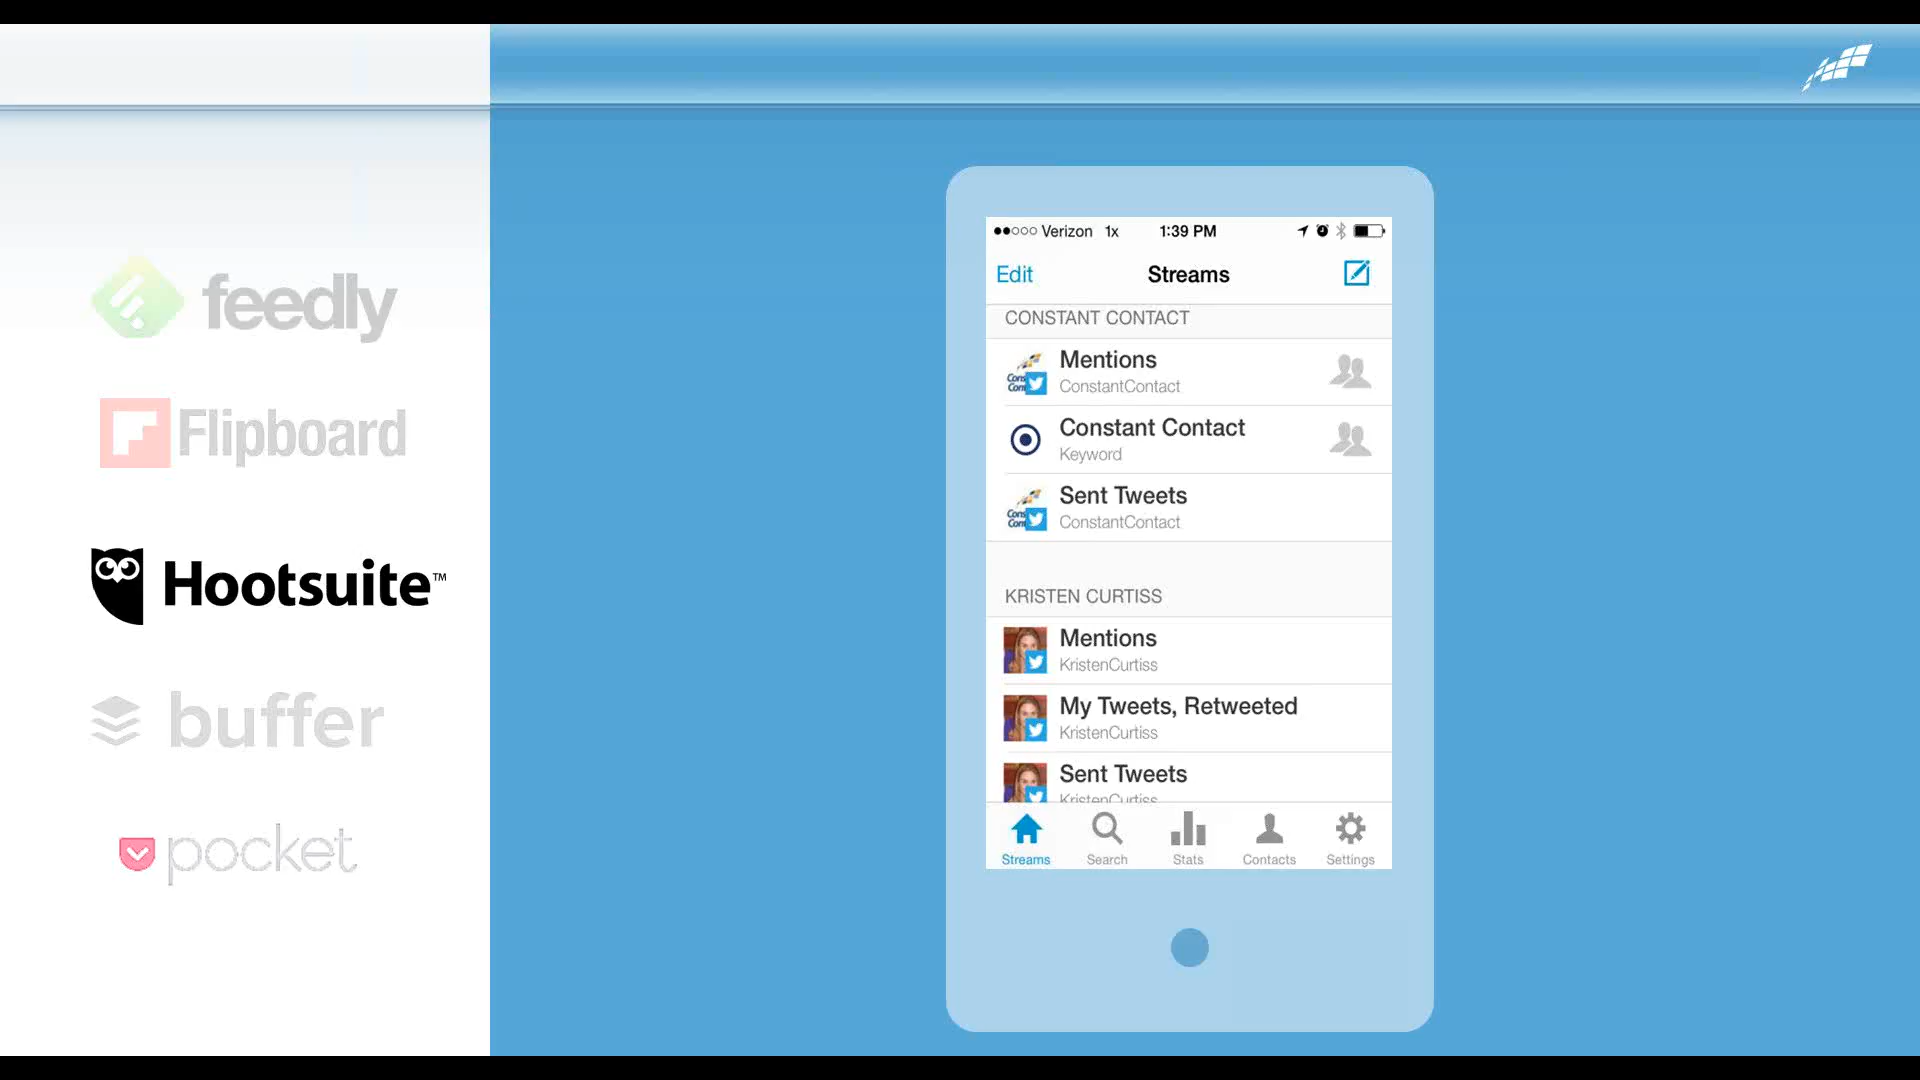 feedly
Flipboard
Hootsuite™
buffer
pocket
Verizon 1x 1:39 PM
Edit Streams
CONSTANT CONTACT
Mentions
ConstantContact
Constant Contact
Keyword
Sent Tweets
ConstantContact
KRISTEN CURTISS
Mentions
KristenCurtiss
My Tweets, Retweeted
KristenCurtiss
Sent Tweets
KristenCurtiss
Streams Search Stats Contacts Settings